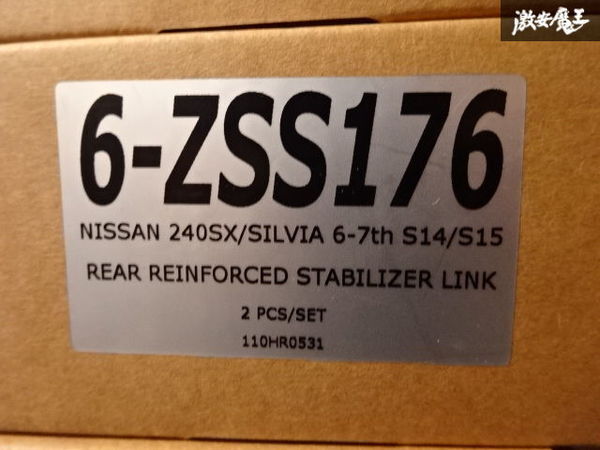 激安魔王
6-ZSS176
NISSAN 240SX/SILVIA 6-7th S14/S15
REAR REINFORCED STABILIZER LINK
2 PCS/SET
110HR0531